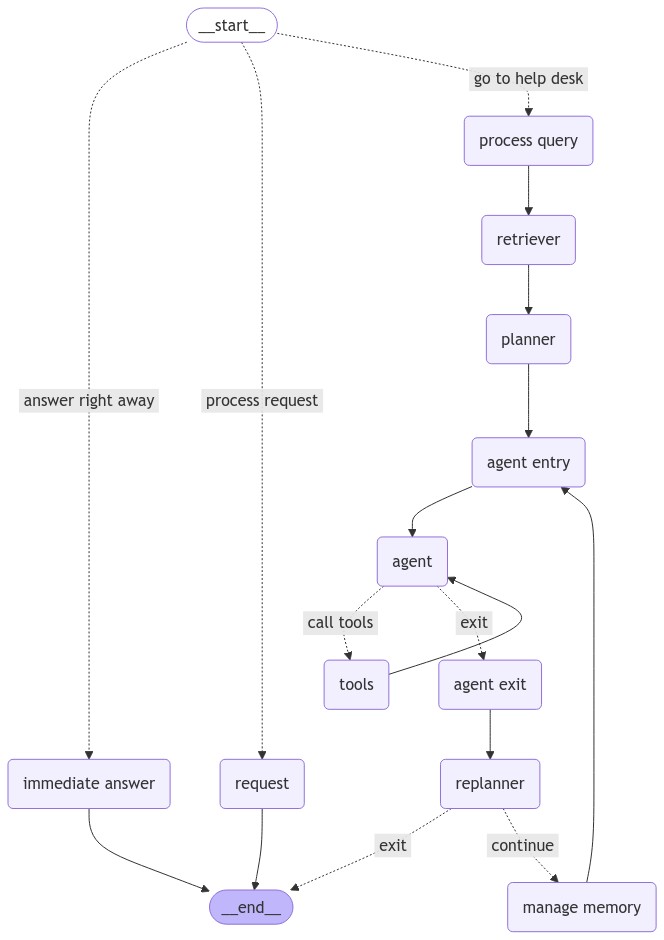 __start__
go to help desk
process query
retriever
planner
answer right away
process request
agent entry
agent
call tools
exit
tools
agent exit
immediate answer
request
replanner
exit
continue
__end__
manage memory